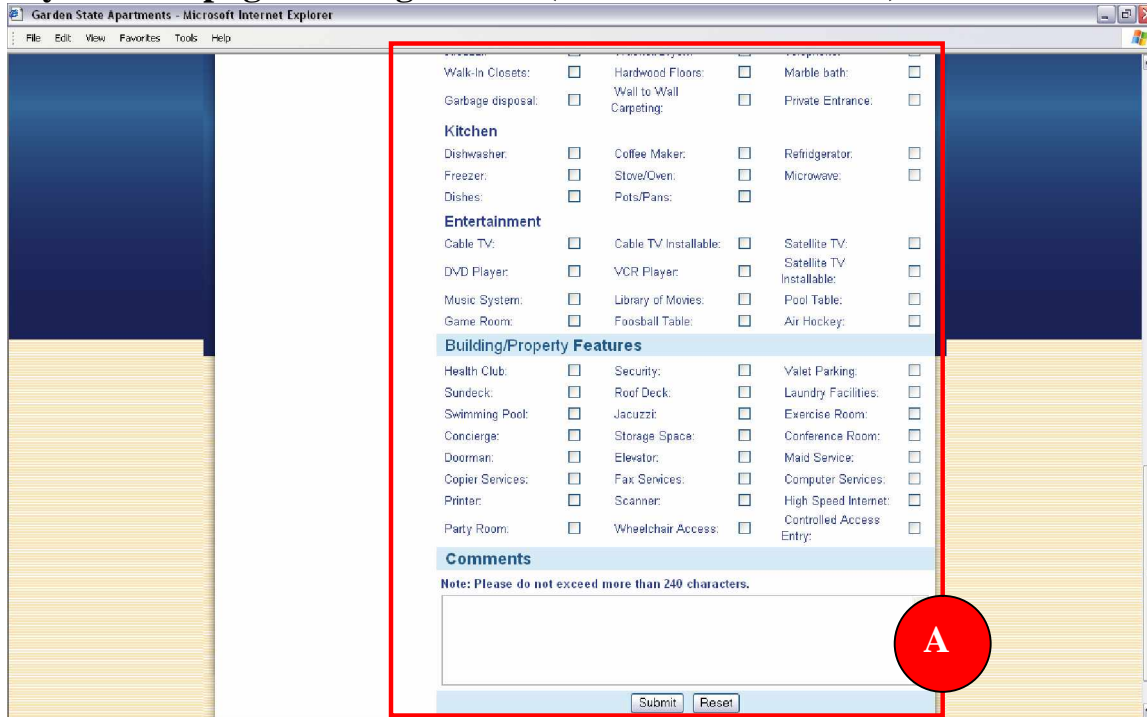 Garden State Apartments - Microsoft Internet Explorer
File Edit View Favorites Tools Help
Walk-In Closets: Hardwood Floors: Marble bath:
Garbage disposal: Wall to Wall Carpeting: Private Entrance:
Kitchen
Dishwasher: Coffee Maker: Refridgerator:
Freezer: Stove/Oven: Microwave:
Dishes: Pots/Pans:
Entertainment
Cable TV: Cable TV Installable: Satellite TV:
DVD Player: VCR Player: Satellite TV Installable:
Music System: Library of Movies: Pool Table:
Game Room: Foosball Table: Air Hockey:
Building/Property Features
Health Club: Security: Valet Parking:
Sundeck: Roof Deck: Laundry Facilities:
Swimming Pool: Jacuzzi: Exercise Room:
Concierge: Storage Space: Conference Room:
Doorman: Elevator: Maid Service:
Copier Services: Fax Services: Computer Services:
Printer: Scanner: High Speed Internet:
Party Room: Wheelchair Access: Controlled Access Entry:
Comments
Note: Please do not exceed more than 240 characters.
A
Submit Reset